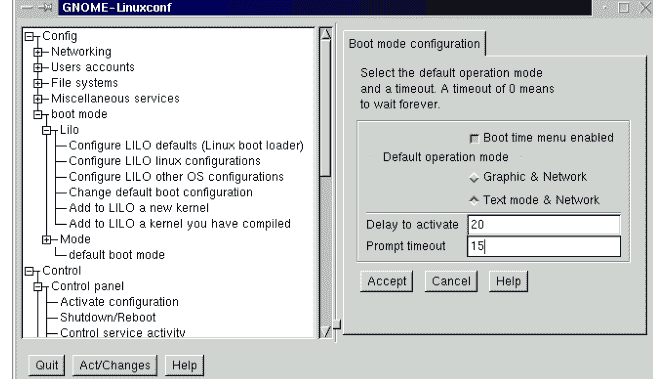 GNOME-Linuxconf
Config
Networking
Users accounts
File systems
Miscellaneous services
boot mode
Lilo
Configure LILO defaults (Linux boot loader)
Configure LILO linux configurations
Configure LILO other OS configurations
Change default boot configuration
Add to LILO a new kernel
Add to LILO a kernel you have compiled
Mode
default boot mode
Control
Control panel
Activate configuration
Shutdown/Reboot
Control service activity
Boot mode configuration
Select the default operation mode
and a timeout. A timeout of 0 means
to wait forever.
Boot time menu enabled
Default operation mode
Graphic & Network
Text mode & Network
Delay to activate 20
Prompt timeout 15
Accept Cancel Help
Quit Act/Changes Help